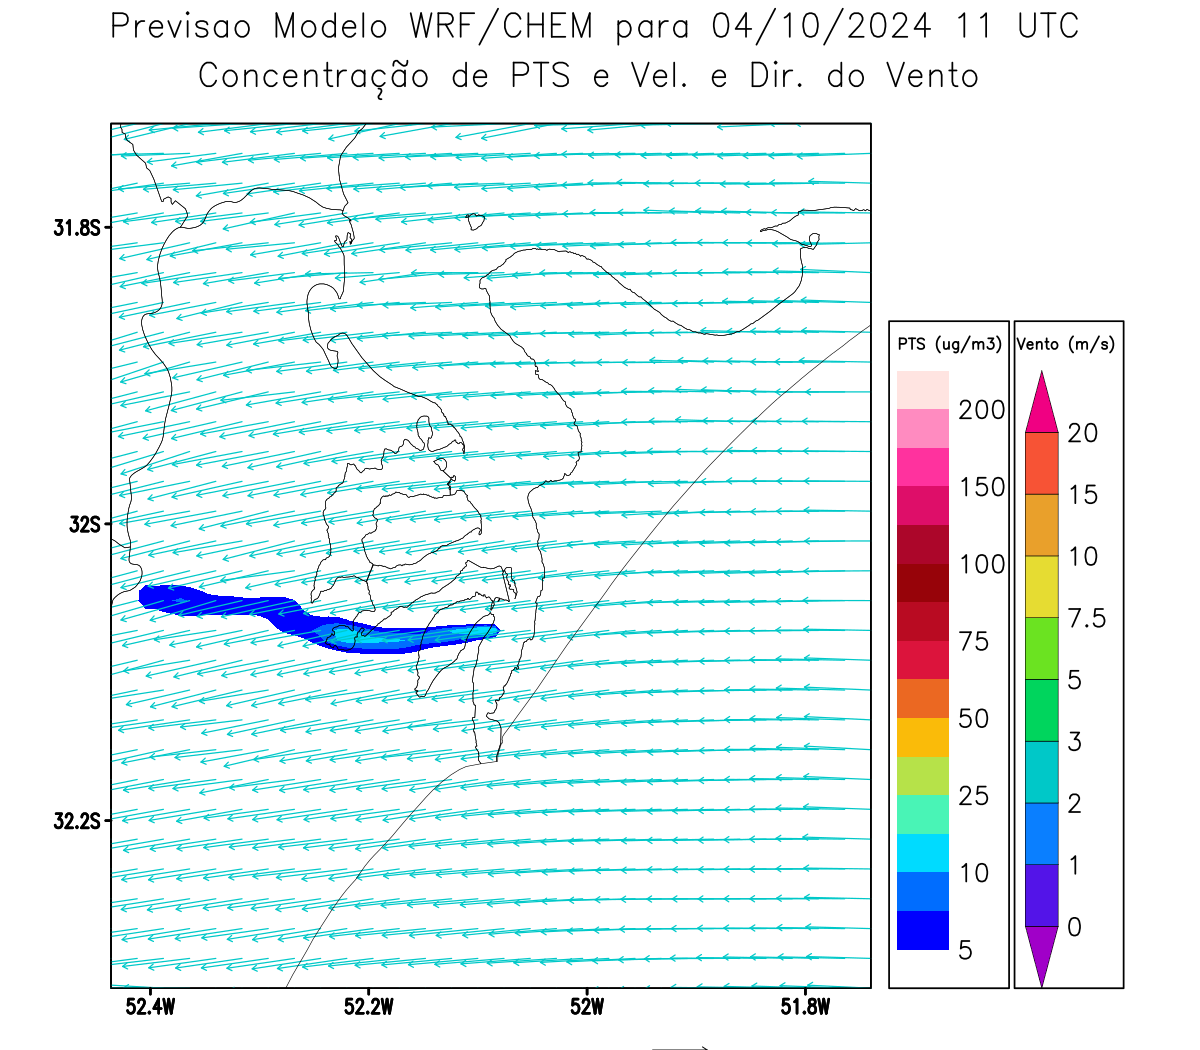 Previsao Modelo WRF/CHEM para 04/10/2024 11 UTC
Concentração de PTS e Vel. e Dir. do Vento
31.8S
32S
32.2S
52.4W 52.2W 52W 51.8W
PTS (ug/m3)
200
150
100
75
50
25
10
5
Vento (m/s)
20
15
10
7.5
5
3
2
1
0